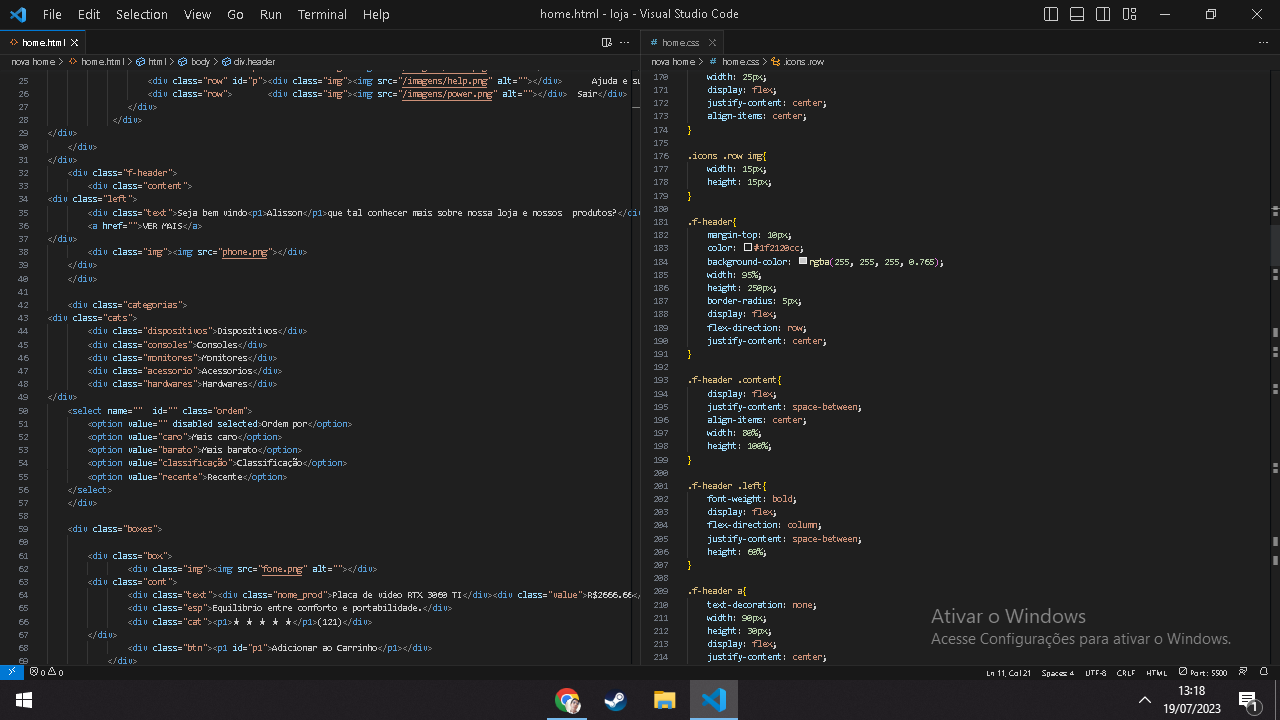 File Edit Selection View Go Run Terminal Help home.html - loja - Visual Studio Code
home.html
nova home > home.html > html > body > div.header
25 <div class="row" id="p"><div class="img"><img src="/imagens/help.png" alt=""></div> Ajuda e su
26 <div class="row"> <div class="img"><img src="/imagens/power.png" alt=""></div> Sair</div>
27 </div>
28 </div>
29 </div>
30 </div>
31 </div>
32 <div class="f-header">
33 <div class="content">
34 <div class="left">
35 <div class="text">Seja bem vindo<p1>Alisson</p1>que tal conhecer mais sobre nossa loja e nossos produtos?</div
36 <a href="">VER MAIS</a>
37 </div>
38 <div class="img"><img src="phone.png"></div>
39 </div>
40 </div>
41
42 <div class="categorias">
43 <div class="cats">
44 <div class="dispositivos">Dispositivos</div>
45 <div class="consoles">Consoles</div>
46 <div class="monitores">Monitores</div>
47 <div class="acessorio">Acessorios</div>
48 <div class="hardwares">Hardwares</div>
49 </div>
50 <select name="" id="" class="ordem">
51 <option value="" disabled selected>Ordem por</option>
52 <option value="caro">Mais caro</option>
53 <option value="barato">Mais barato</option>
54 <option value="classificação">Classificação</option>
55 <option value="recente">Recente</option>
56 </select>
57 </div>
58
59 <div class="boxes">
60
61 <div class="box">
62 <div class="img"><img src="fone.png" alt=""></div>
63 <div class="cont">
64 <div class="text"><div class="nome_prod">Placa de video RTX 3060 TI</div><div class="value">R$2666.66</
65 <div class="esp">Equilíbrio entre conforto e portabilidade.</div>
66 <div class="cat"><p1>★ ★ ★ ★ ★</p1>(121)</div>
67 </div>
68 <div class="btn"><p1 id="p1">Adicionar ao Carrinho</p1></div>
69 </div>
home.css
nova home > home.css > .icons .row
170 width: 25px;
171 display: flex;
172 justify-content: center;
173 align-items: center;
174 }
175
176 .icons .row img{
177 width: 15px;
178 height: 15px;
179 }
180
181 .f-header{
182 margin-top: 10px;
183 color: #1f2120cc;
184 background-color: rgba(255, 255, 255, 0.765);
185 width: 95%;
186 height: 250px;
187 border-radius: 5px;
188 display: flex;
189 flex-direction: row;
190 justify-content: center;
191 }
192
193 .f-header .content{
194 display: flex;
195 justify-content: space-between;
196 align-items: center;
197 width: 80%;
198 height: 100%;
199 }
200
201 .f-header .left{
202 font-weight: bold;
203 display: flex;
204 flex-direction: column;
205 justify-content: space-between;
206 height: 60%;
207 }
208
209 .f-header a{
210 text-decoration: none;
211 width: 90px;
212 height: 30px;
213 display: flex;
214 justify-content: center;
Ativar o Windows
Acesse Configurações para ativar o Windows.
0 0 Ln 11, Col 21 Spaces: 4 UTF-8 CRLF HTML Port: 5500
13:18
19/07/2023
1